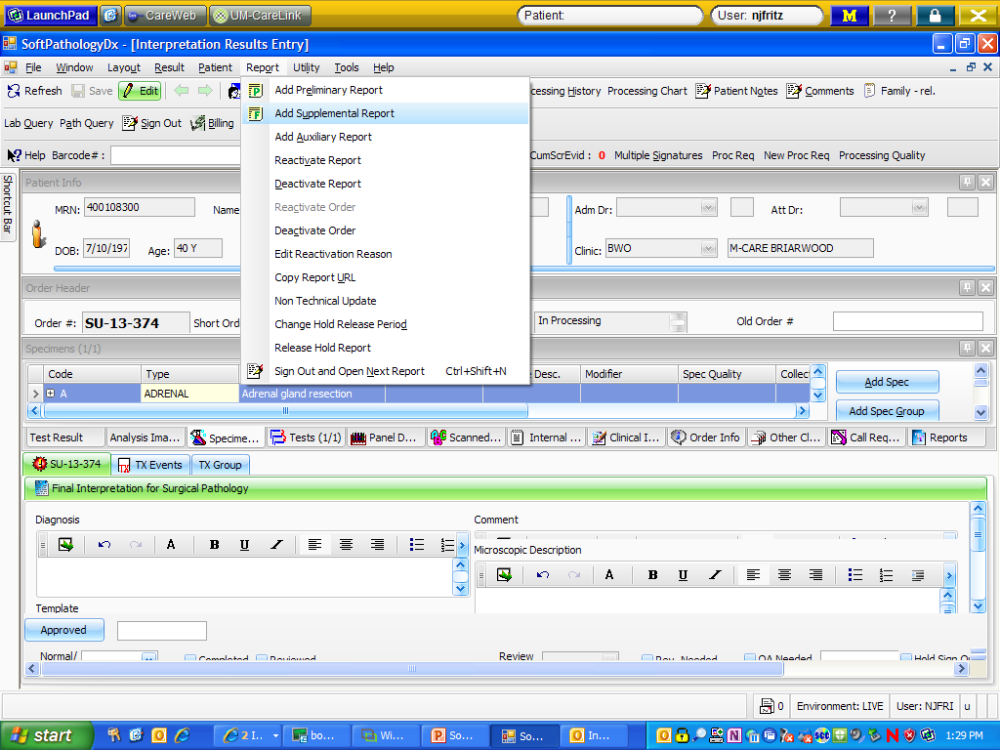 LaunchPad CareWeb UM-CareLink Patient: User: njfritz M ?
SoftPathologyDx - [Interpretation Results Entry]
File Window Layout Result Patient Report Utility Tools Help
Refresh Save Edit cessing History Processing Chart Patient Notes Comments Family - rel.
Lab Query Path Query Sign Out Billing
Help Barcode# : CumScrEvid : 0 Multiple Signatures Proc Req New Proc Req Processing Quality
Add Preliminary Report
Add Supplemental Report
Add Auxiliary Report
Reactivate Report
Deactivate Report
Reactivate Order
Deactivate Order
Edit Reactivation Reason
Copy Report URL
Non Technical Update
Change Hold Release Period
Release Hold Report
Sign Out and Open Next Report Ctrl+Shift+N
Shortcut Bar
Patient Info
MRN: 400108300 Name Adm Dr: Att Dr:
DOB: 7/10/197 Age: 40 Y Clinic: BWO M-CARE BRIARWOOD
Order Header
Order #: SU-13-374 Short Ord In Processing Old Order #
Specimens (1/1)
Code Type e Desc. Modifier Spec Quality Collec
A ADRENAL Adrenal gland resection
Add Spec
Add Spec Group
Test Result Analysis Ima... Specime... Tests (1/1) Panel D... Scanned... Internal ... Clinical I... Order Info Other Cl... Call Req... Reports
SU-13-374 TX Events TX Group
Final Interpretation for Surgical Pathology
Diagnosis Comment
A B U I
Microscopic Description
A B U I
Template
Approved
Normal/ Completed Reviewed Review Rev. Needed QA Needed Hold Sign O
0 Environment: LIVE User: NJFRI u
start 2 I... bo... Wi... So... So... In... 1:29 PM